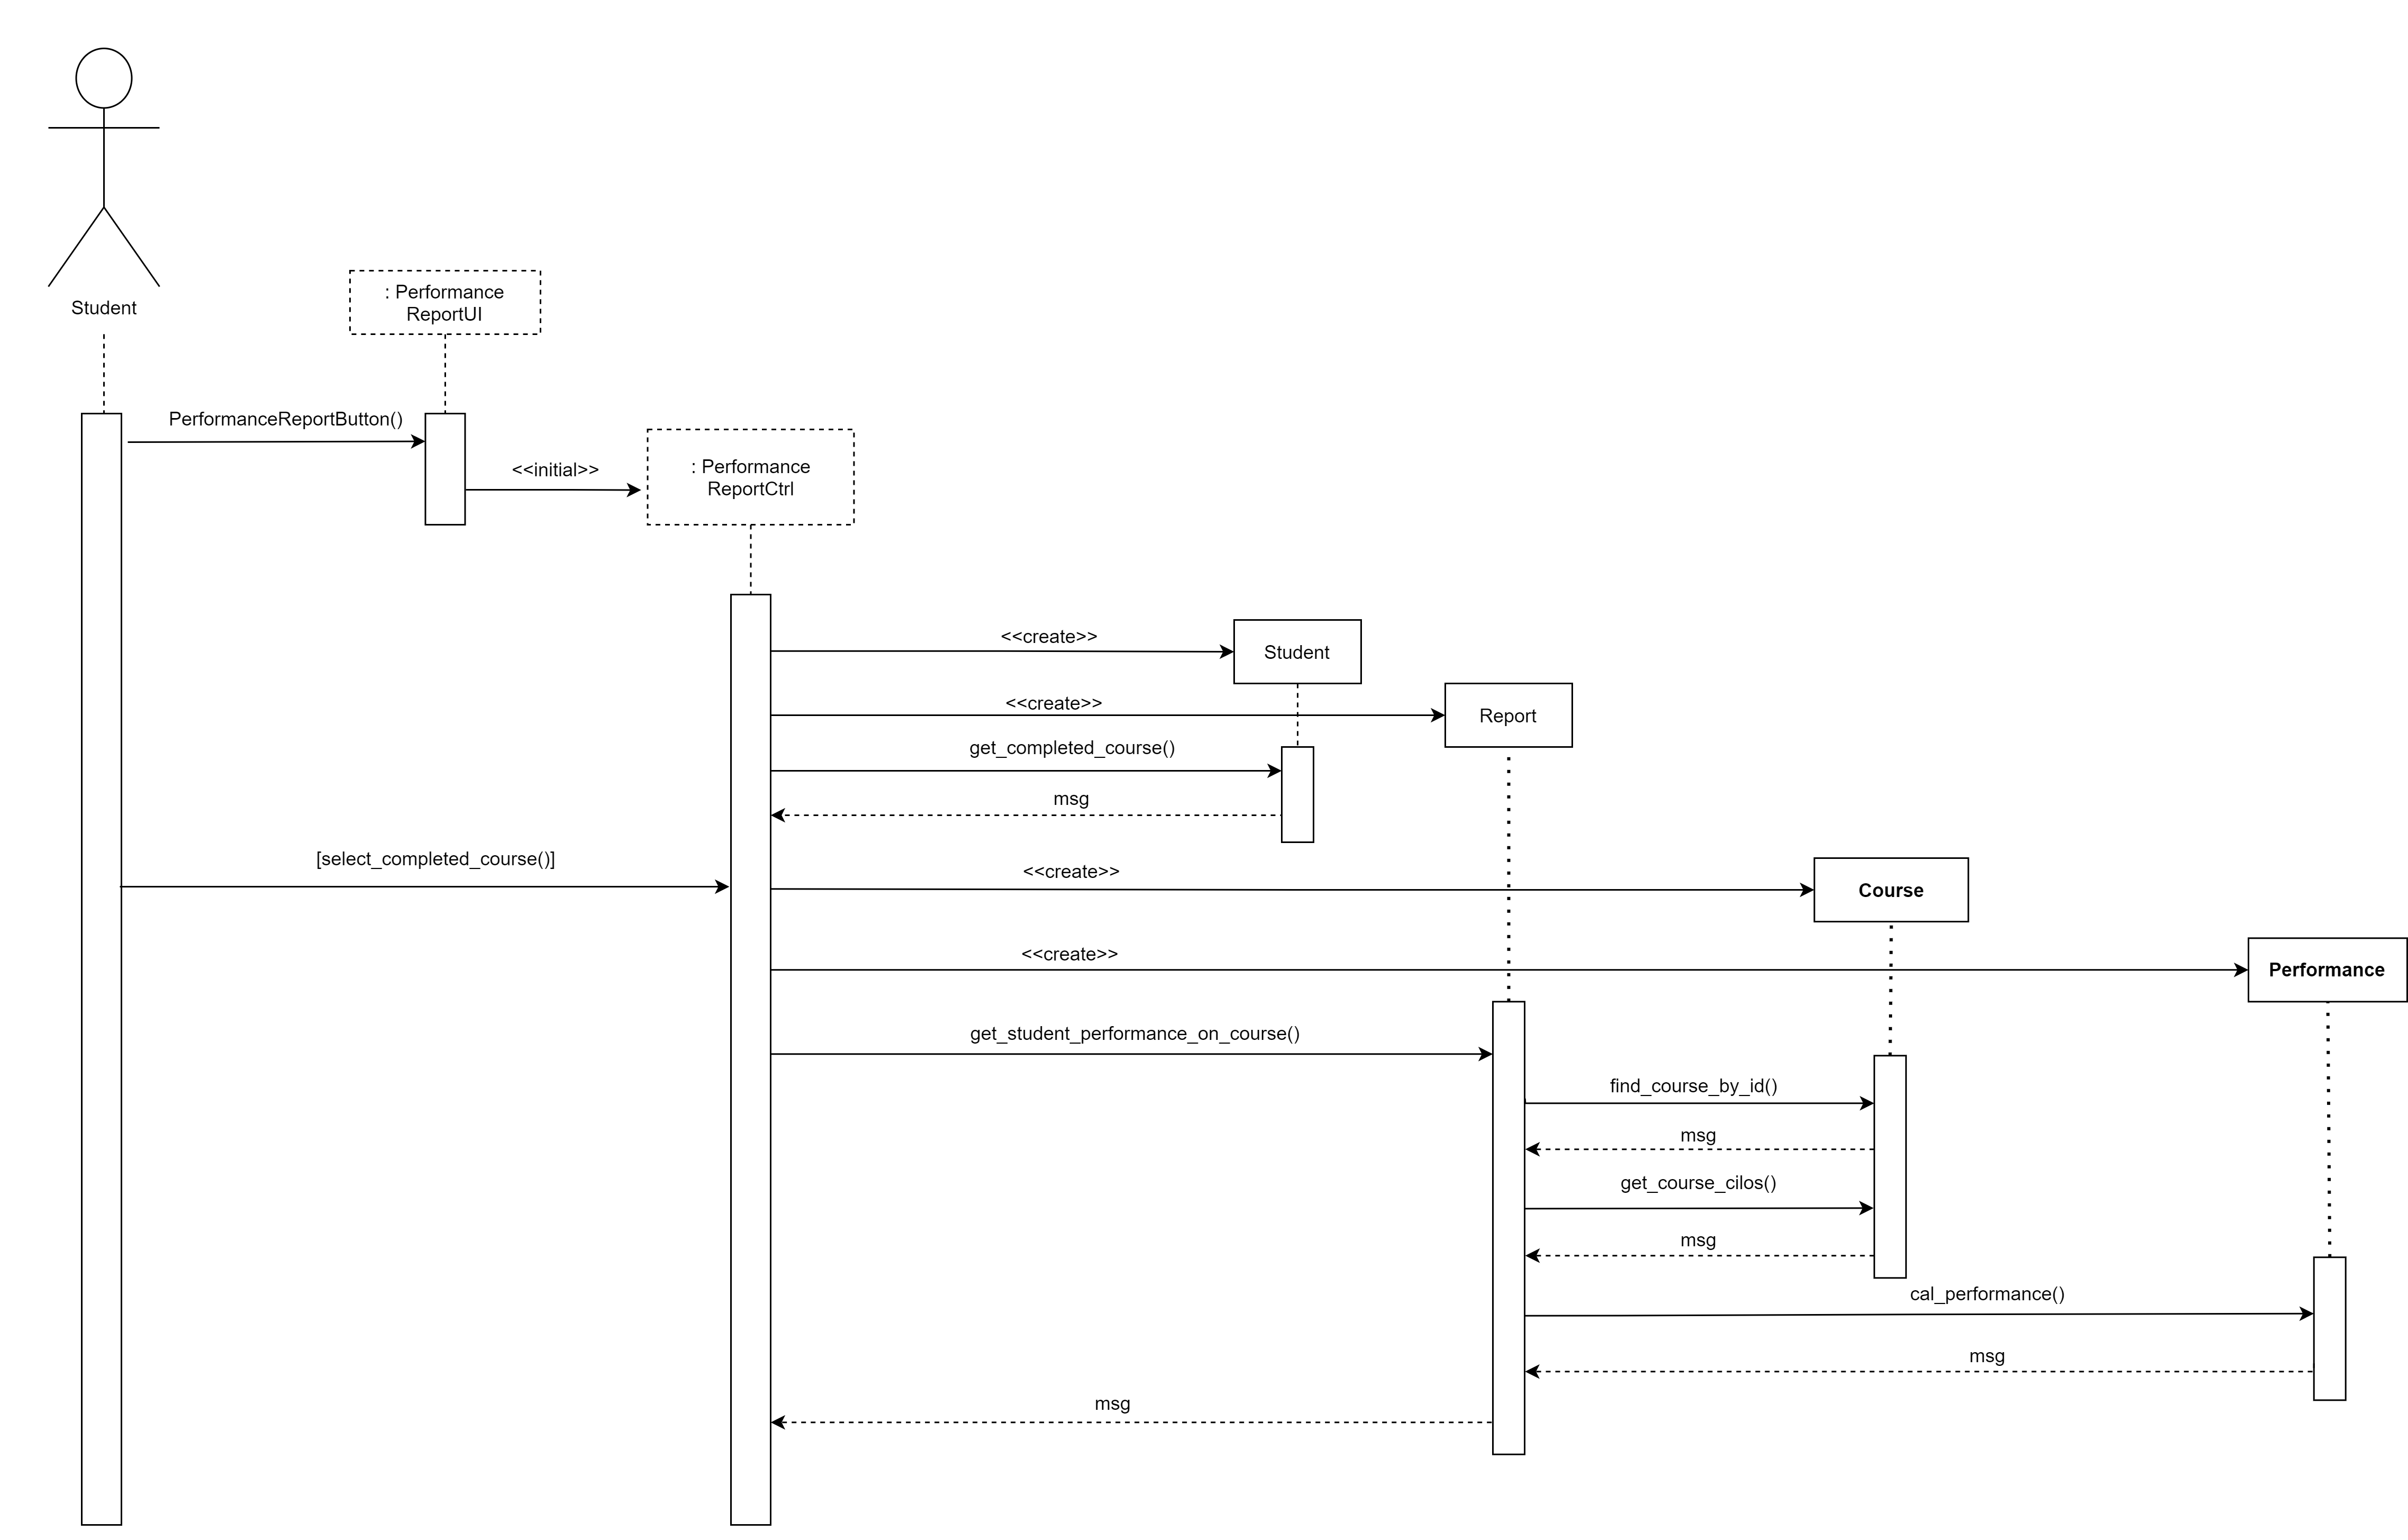 Student
: Performance
ReportUI
PerformanceReportButton()
<<initial>>
: Performance
ReportCtrl
<<create>>
Student
<<create>>
Report
get_completed_course()
msg
[select_completed_course()]
<<create>>
Course
<<create>>
Performance
get_student_performance_on_course()
find_course_by_id()
msg
get_course_cilos()
msg
cal_performance()
msg
msg